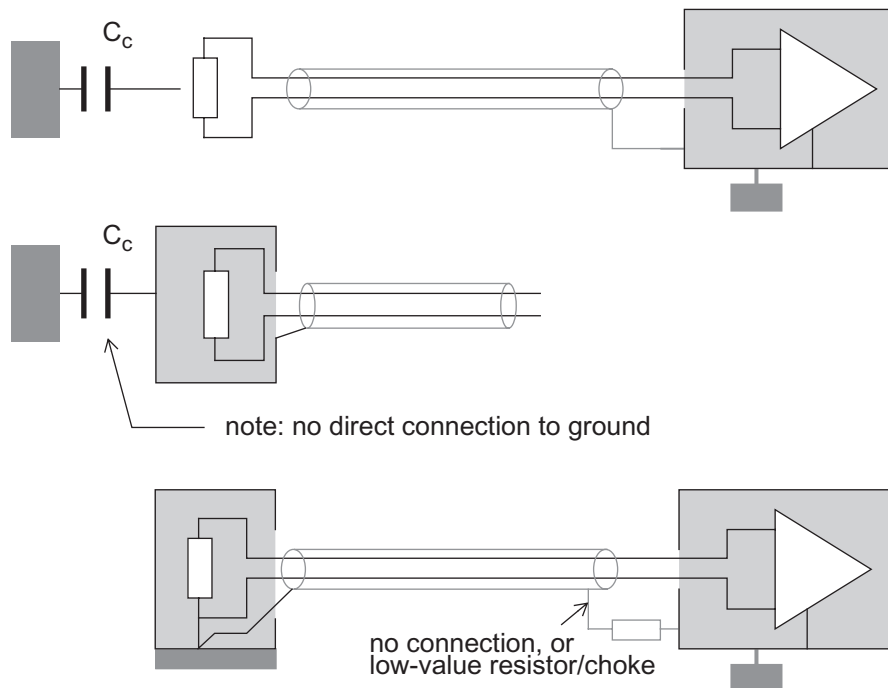 Cc
Cc
note: no direct connection to ground
no connection, or
low-value resistor/choke